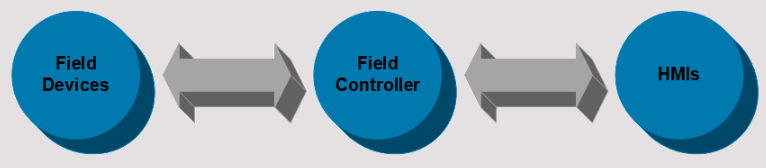 Field
Devices
Field
Controller
HMIs